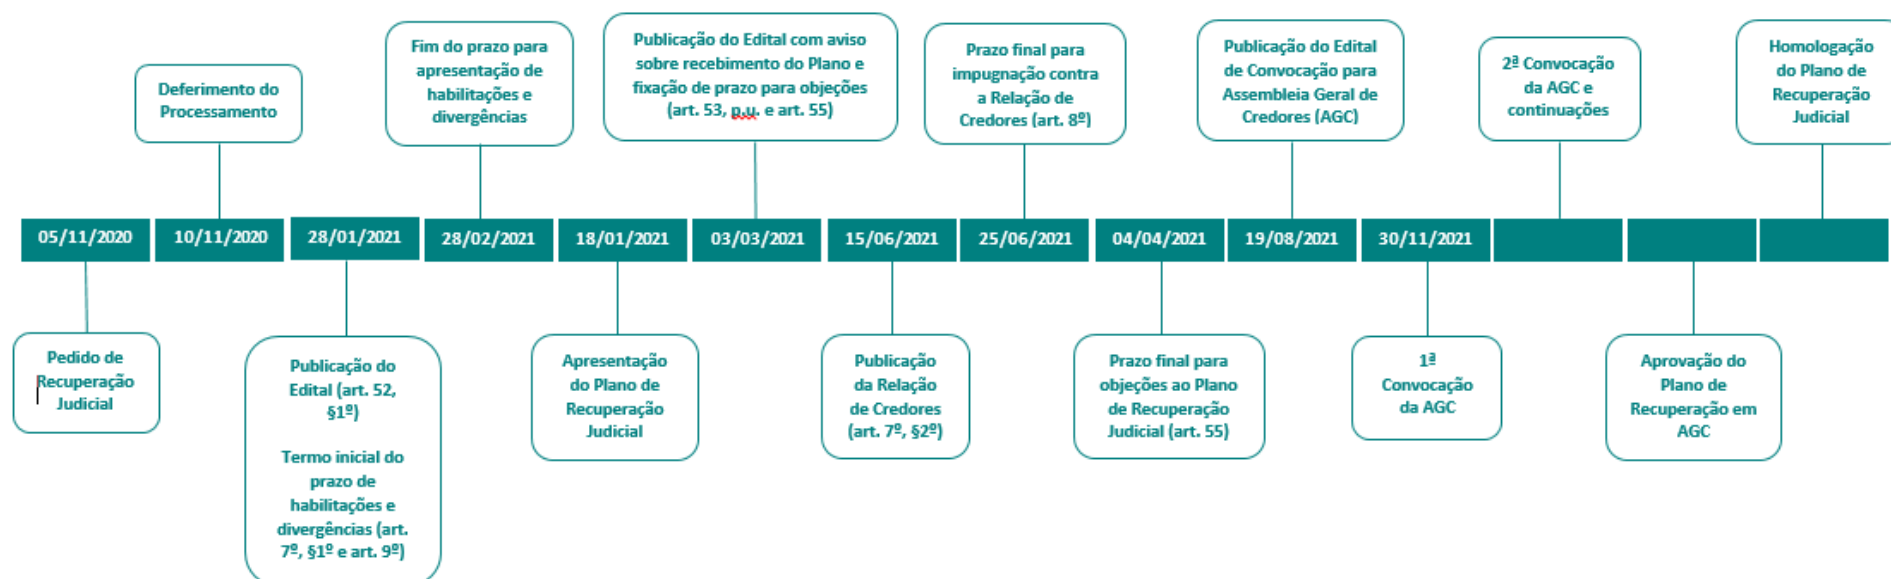 Deferimento do
Processamento
Fim do prazo para
apresentação de
habilitações e
divergências
Publicação do Edital com aviso
sobre recebimento do Plano e
fixação de prazo para objeções
(art. 53, p.u. e art. 55)
Prazo final para
impugnação contra
a Relação de
Credores (art. 8º)
Publicação do Edital
de Convocação para
Assembleia Geral de
Credores (AGC)
2ª Convocação
da AGC e
continuações
Homologação
do Plano de
Recuperação
Judicial
05/11/2020
10/11/2020
28/01/2021
28/02/2021
18/01/2021
03/03/2021
15/06/2021
25/06/2021
04/04/2021
19/08/2021
30/11/2021
Pedido de
Recuperação
Judicial
Publicação do
Edital (art. 52,
§1º)
Termo inicial do
prazo de
habilitações e
divergências (art.
7º, §1º e art. 9º)
Apresentação
do Plano de
Recuperação
Judicial
Publicação
da Relação
de Credores
(art. 7º, §2º)
Prazo final para
objeções ao Plano
de Recuperação
Judicial (art. 55)
1ª
Convocação
da AGC
Aprovação do
Plano de
Recuperação em
AGC